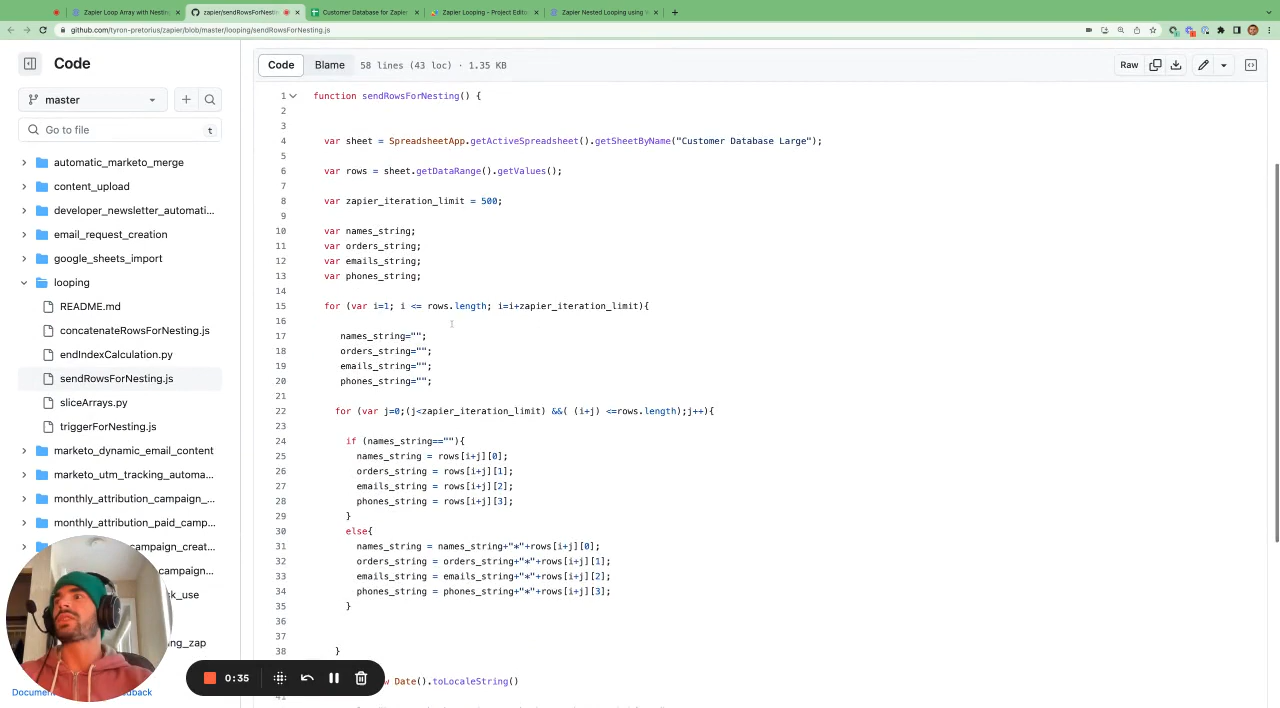 Zapier Loop Array with Nestin
zapier/sendRowsForNestin
Customer Database for Zapier
Zapier Looping - Project Editor
Zapier Nested Looping using
github.com/tyron-pretorius/zapier/blob/master/looping/sendRowsForNesting.js
Code
master
Go to file
t
automatic_marketo_merge
content_upload
developer_newsletter_automati...
email_request_creation
google_sheets_import
looping
README.md
concatenateRowsForNesting.js
endIndexCalculation.py
sendRowsForNesting.js
sliceArrays.py
triggerForNesting.js
marketo_dynamic_email_content
marketo_utm_tracking_automa...
monthly_attribution_campaign_...
monthly_attribution_paid_camp...
campaign_creat...
campaign...
k_use
ng_zap
Docume
back
0:35
Code
Blame
58 lines (43 loc) · 1.35 KB
Raw
1 function sendRowsForNesting() {
2
3
4 var sheet = SpreadsheetApp.getActiveSpreadsheet().getSheetByName("Customer Database Large");
5
6 var rows = sheet.getDataRange().getValues();
7
8 var zapier_iteration_limit = 500;
9
10 var names_string;
11 var orders_string;
12 var emails_string;
13 var phones_string;
14
15 for (var i=1; i <= rows.length; i=i+zapier_iteration_limit){
16
17 names_string="";
18 orders_string="";
19 emails_string="";
20 phones_string="";
21
22 for (var j=0;(j<zapier_iteration_limit) &&( (i+j) <=rows.length);j++){
23
24 if (names_string==""){
25 names_string = rows[i+j][0];
26 orders_string = rows[i+j][1];
27 emails_string = rows[i+j][2];
28 phones_string = rows[i+j][3];
29 }
30 else{
31 names_string = names_string+"*"+rows[i+j][0];
32 orders_string = orders_string+"*"+rows[i+j][1];
33 emails_string = emails_string+"*"+rows[i+j][2];
34 phones_string = phones_string+"*"+rows[i+j][3];
35 }
36
37
38 }
w Date().toLocaleString()